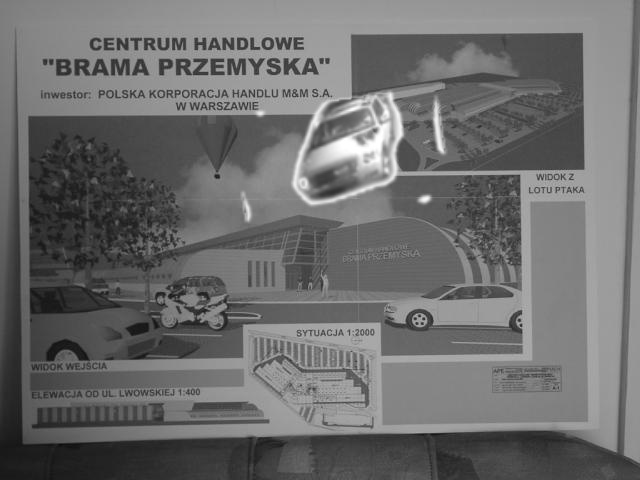 CENTRUM HANDLOWE
"BRAMA PRZEMYSKA"
inwestor: POLSKA KORPORACJA HANDLU M&M S.A.
W WARSZAWIE
WIDOK Z
LOTU PTAKA
CENTRUM HANDLOWE
BRAMA PRZEMYSKA
SYTUACJA 1:2000
WIDOK WEJŚCIA
ELEWACJA OD UL. LWOWSKIEJ 1:400